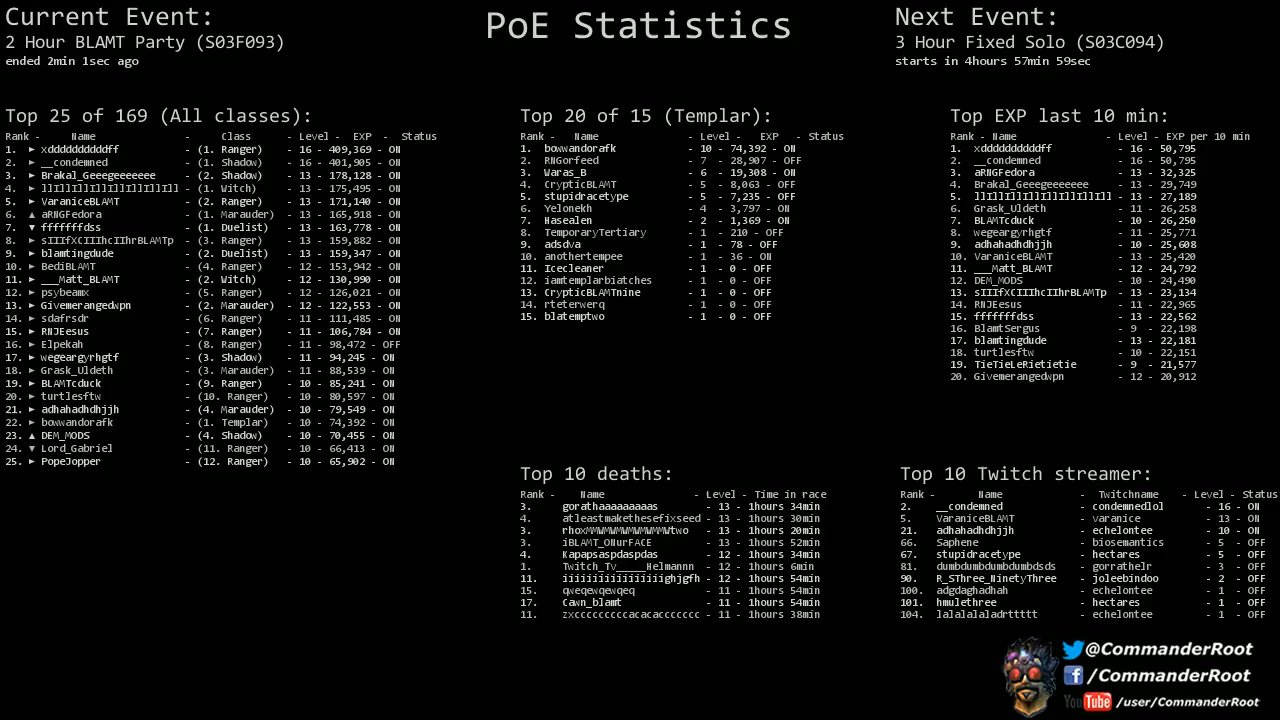 Current Event:
2 Hour BLAMT Party (S03F093)
ended 2min 1sec ago
PoE Statistics
Next Event:
3 Hour Fixed Solo (S03C094)
starts in 4hours 57min 59sec
Top 25 of 169 (All classes):
Rank - Name - Class - Level - EXP - Status
1. ► xdddddddddddff - (1. Ranger) - 16 - 409,369 - ON
2. ► __condemned - (1. Shadow) - 16 - 401,905 - ON
3. ► Brakal_Geeegeeeeeee - (2. Shadow) - 13 - 178,128 - ON
4. ► - (1. Witch) - 13 - 175,495 - ON
5. ► VaraniceBLAMT - (2. Ranger) - 13 - 171,140 - ON
6. ▲ aRNGFedora - (1. Marauder) - 13 - 165,918 - ON
7. ▼ fffffffdss - (1. Duelist) - 13 - 163,778 - ON
8. ► sIIIfXCIIIhcIIhrBLAMTp - (3. Ranger) - 13 - 159,882 - ON
9. ► blamtingdude - (2. Duelist) - 13 - 159,347 - ON
10. ► BediBLAMT - (4. Ranger) - 12 - 153,942 - ON
11. ► ___Matt_BLAMT - (2. Witch) - 12 - 130,990 - ON
12. ► psybeamx - (5. Ranger) - 12 - 126,021 - ON
13. ► Givemerangedwpn - (2. Marauder) - 12 - 122,553 - ON
14. ► sdafrsdr - (6. Ranger) - 11 - 111,485 - ON
15. ► RNJEesus - (7. Ranger) - 11 - 106,784 - ON
16. ► Elpekah - (8. Ranger) - 11 - 98,472 - OFF
17. ► wegeargyrhgtf - (3. Shadow) - 11 - 94,245 - ON
18. ► Grask_Uldeth - (3. Marauder) - 11 - 88,539 - ON
19. ► BLAMTcduck - (9. Ranger) - 10 - 85,241 - ON
20. ► turtlesftw - (10. Ranger) - 10 - 80,597 - ON
21. ► adhahadhdhjjh - (4. Marauder) - 10 - 79,549 - ON
22. ► bowwandorafk - (1. Templar) - 10 - 74,392 - ON
23. ▲ DEM_MODS - (4. Shadow) - 10 - 70,455 - ON
24. ▼ Lord_Gabriel - (11. Ranger) - 10 - 66,413 - ON
25. ► PopeJopper - (12. Ranger) - 10 - 65,902 - ON
Top 20 of 15 (Templar):
Rank - Name - Level - EXP - Status
1. bowwandorafk - 10 - 74,392 - ON
2. RNGorfeed - 7 - 28,907 - OFF
3. Waras_B - 6 - 19,308 - ON
4. CrypticBLAMT - 5 - 8,063 - OFF
5. stupidracetype - 5 - 7,235 - OFF
6. Yelonekh - 4 - 3,797 - ON
7. Hasealen - 2 - 1,369 - ON
8. TemporaryTertiary - 1 - 210 - OFF
9. adsdva - 1 - 78 - OFF
10. anothertempee - 1 - 36 - ON
11. Icecleaner - 1 - 0 - OFF
12. iamtemplarbiatches - 1 - 0 - OFF
13. CrypticBLAMTnine - 1 - 0 - OFF
14. rteterwerq - 1 - 0 - OFF
15. blatemptwo - 1 - 0 - OFF
Top EXP last 10 min:
Rank - Name - Level - EXP per 10 min
1. xdddddddddddff - 16 - 50,795
2. __condemned - 16 - 50,795
3. aRNGFedora - 13 - 32,325
4. Brakal_Geeegeeeeeee - 13 - 29,749
5. - 13 - 27,189
6. Grask_Uldeth - 11 - 26,258
7. BLAMTcduck - 10 - 25,918
8. wegeargyrhgtf - 11 - 25,771
9. adhahadhdhjjh - 10 - 25,608
10. VaraniceBLAMT - 13 - 25,420
11. ___Matt_BLAMT - 12 - 24,792
12. DEM_MODS - 10 - 24,490
13. sIIIfXCIIIhcIIhrBLAMTp - 13 - 23,134
14. RNJEesus - 11 - 22,965
15. fffffffdss - 13 - 22,562
16. BlamtSergus - 9 - 22,198
17. blamtingdude - 13 - 22,181
18. turtlesftw - 10 - 22,151
19. TieTieLeRietietie - 9 - 21,577
20. Givemerangedwpn - 12 - 20,912
Top 10 deaths:
Rank - Name - Level - Time in race
3. gorathaaaaaaaaas - 13 - 1hours 34min
4. atleastmakethesefixseed - 13 - 1hours 30min
3. rhoxMMWMWMWMWMMWtwo - 13 - 1hours 20min
3. iBLAMT_ONurFACE - 13 - 1hours 52min
4. Kapapsaspdaspdas - 12 - 1hours 34min
1. Twitch_Tv_____Helmannn - 12 - 1hours 6min
11. iiiiiiiiiiiiiiiiighjgfh - 12 - 1hours 54min
15. qweqewqewqeq - 11 - 1hours 54min
17. Cawn_blamt - 11 - 1hours 54min
11. zxcccccccccacacaccccccc - 11 - 1hours 38min
Top 10 Twitch streamer:
Rank - Name - Twitchname - Level - Status
2. __condemned - condemnedlol - 16 - ON
5. VaraniceBLAMT - varanice - 13 - ON
21. adhahadhdhjjh - echelontee - 10 - ON
66. Saphene - biosemantics - 5 - OFF
67. stupidracetype - hectares - 5 - OFF
81. dumbdumbdumbdumbdsds - gorrathelr - 3 - OFF
90. R_SThree_NinetyThree - joleebindoo - 2 - OFF
100. adgdaghadhah - echelontee - 1 - OFF
101. hmulethree - hectares - 1 - OFF
104. lalalalaladrttttt - echelontee - 1 - OFF
@CommanderRoot
/CommanderRoot
YouTube /user/CommanderRoot